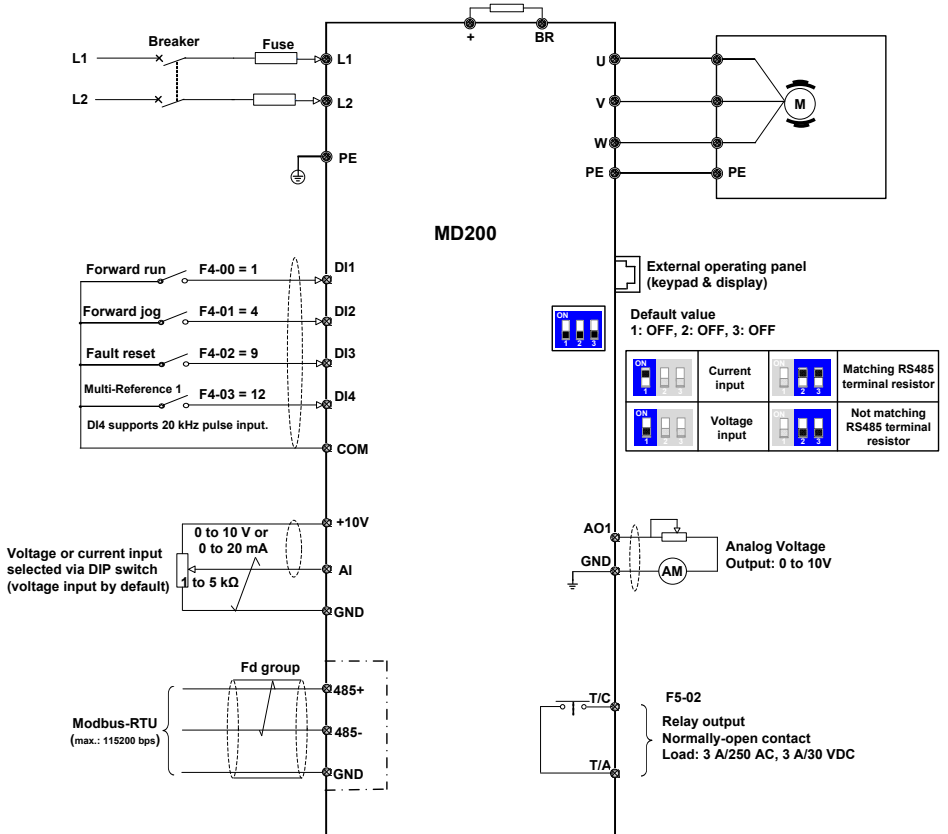 +
BR
Breaker
Fuse
L1
L1
L2
L2
PE
U
V
W
PE
PE
M
MD200
Forward run
F4-00 = 1
DI1
Forward jog
F4-01 = 4
DI2
Fault reset
F4-02 = 9
DI3
Multi-Reference 1
F4-03 = 12
DI4
DI4 supports 20 kHz pulse input.
COM
External operating panel
(keypad & display)
ON
1 2 3
Default value
1: OFF, 2: OFF, 3: OFF
ON
1 2 3
Current
input
1 2 3
Matching RS485
terminal resistor
ON
1 2 3
Voltage
input
1 2 3
Not matching
RS485 terminal
resistor
+10V
0 to 10 V or
0 to 20 mA
Voltage or current input
selected via DIP switch
(voltage input by default)
1 to 5 kΩ
AI
GND
AO1
GND
AM
Analog Voltage
Output: 0 to 10V
Fd group
485+
Modbus-RTU
(max.: 115200 bps)
485-
GND
T/C
T/A
F5-02
Relay output
Normally-open contact
Load: 3 A/250 AC, 3 A/30 VDC